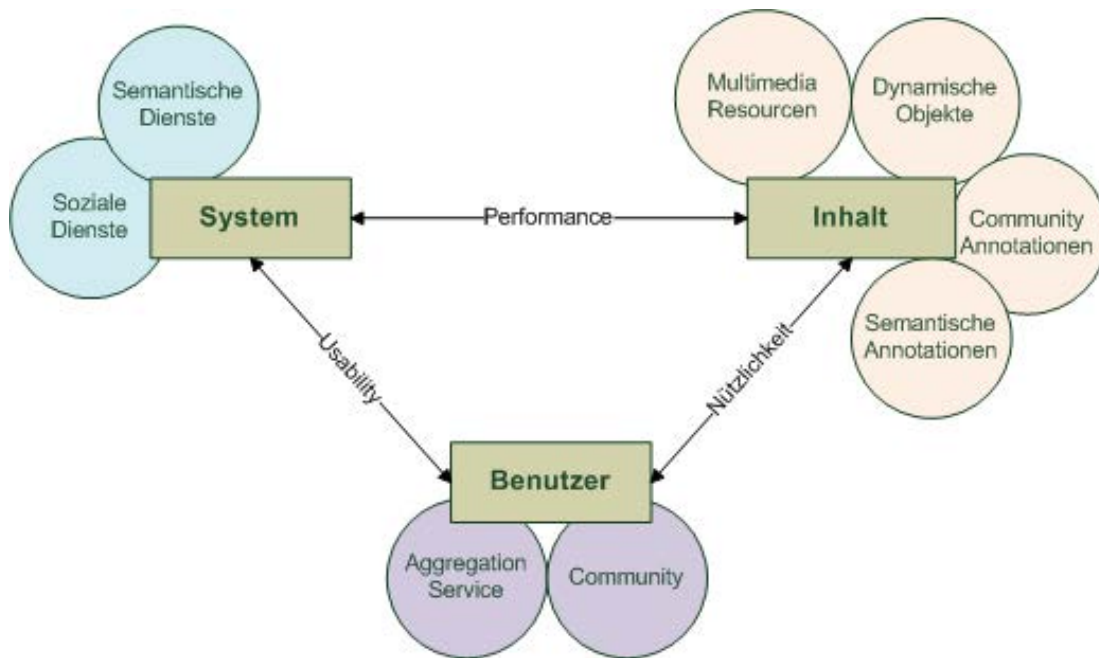 Semantische
Dienste
Soziale
Dienste
System
Performance
Multimedia
Resourcen
Dynamische
Objekte
Inhalt
Community
Annotationen
Semantische
Annotationen
Usability
Nützlichkeit
Benutzer
Aggregation
Service
Community